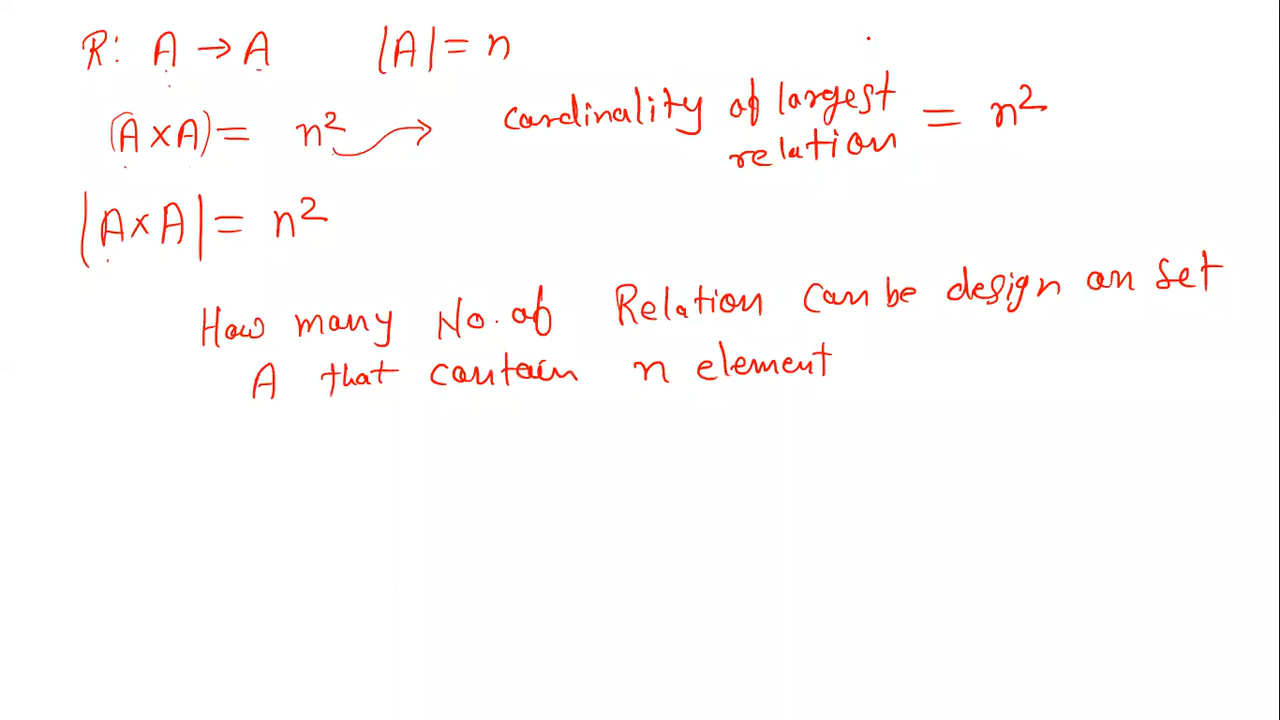 R: A → A |A| = n
(A×A) = n² → cardinality of largest relation = n²
|A×A| = n²
How many No. of Relation can be design on set
A that contain n element